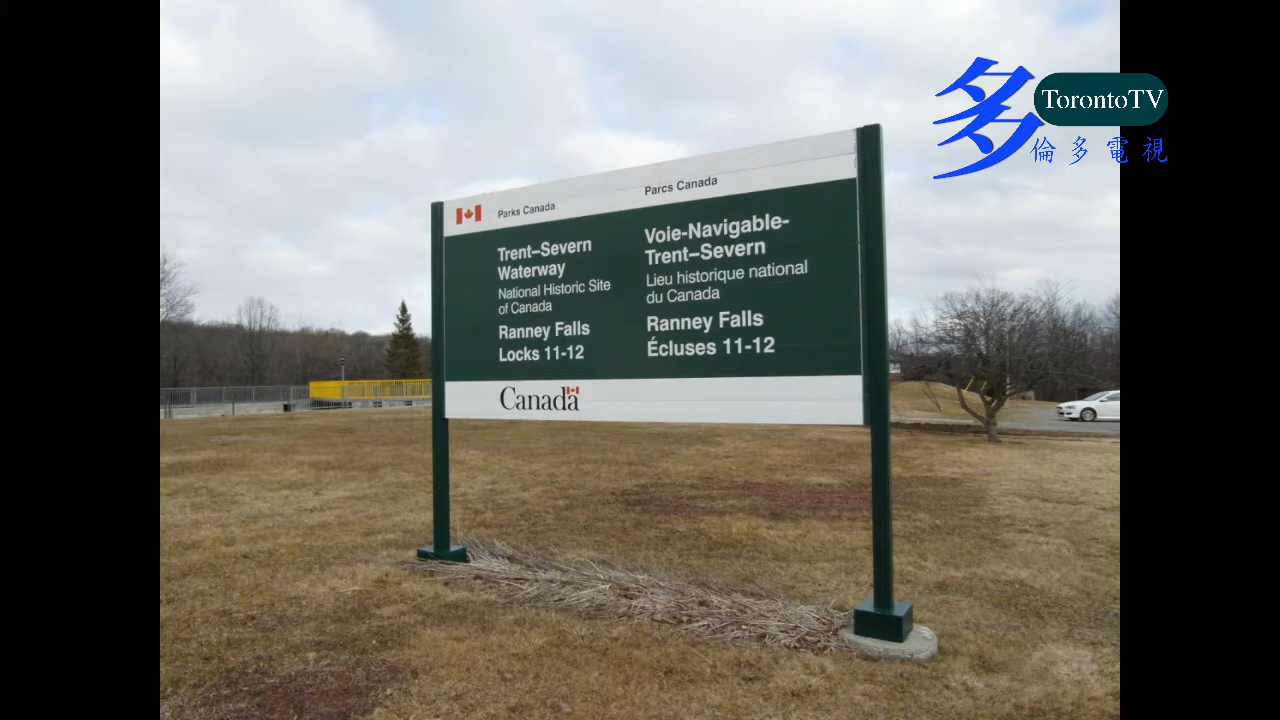 多
TorontoTV
倫多電視
Parks Canada
Parcs Canada
Trent–Severn
Waterway
National Historic Site
of Canada
Ranney Falls
Locks 11-12
Voie-Navigable-
Trent–Severn
Lieu historique national
du Canada
Ranney Falls
Écluses 11-12
Canada